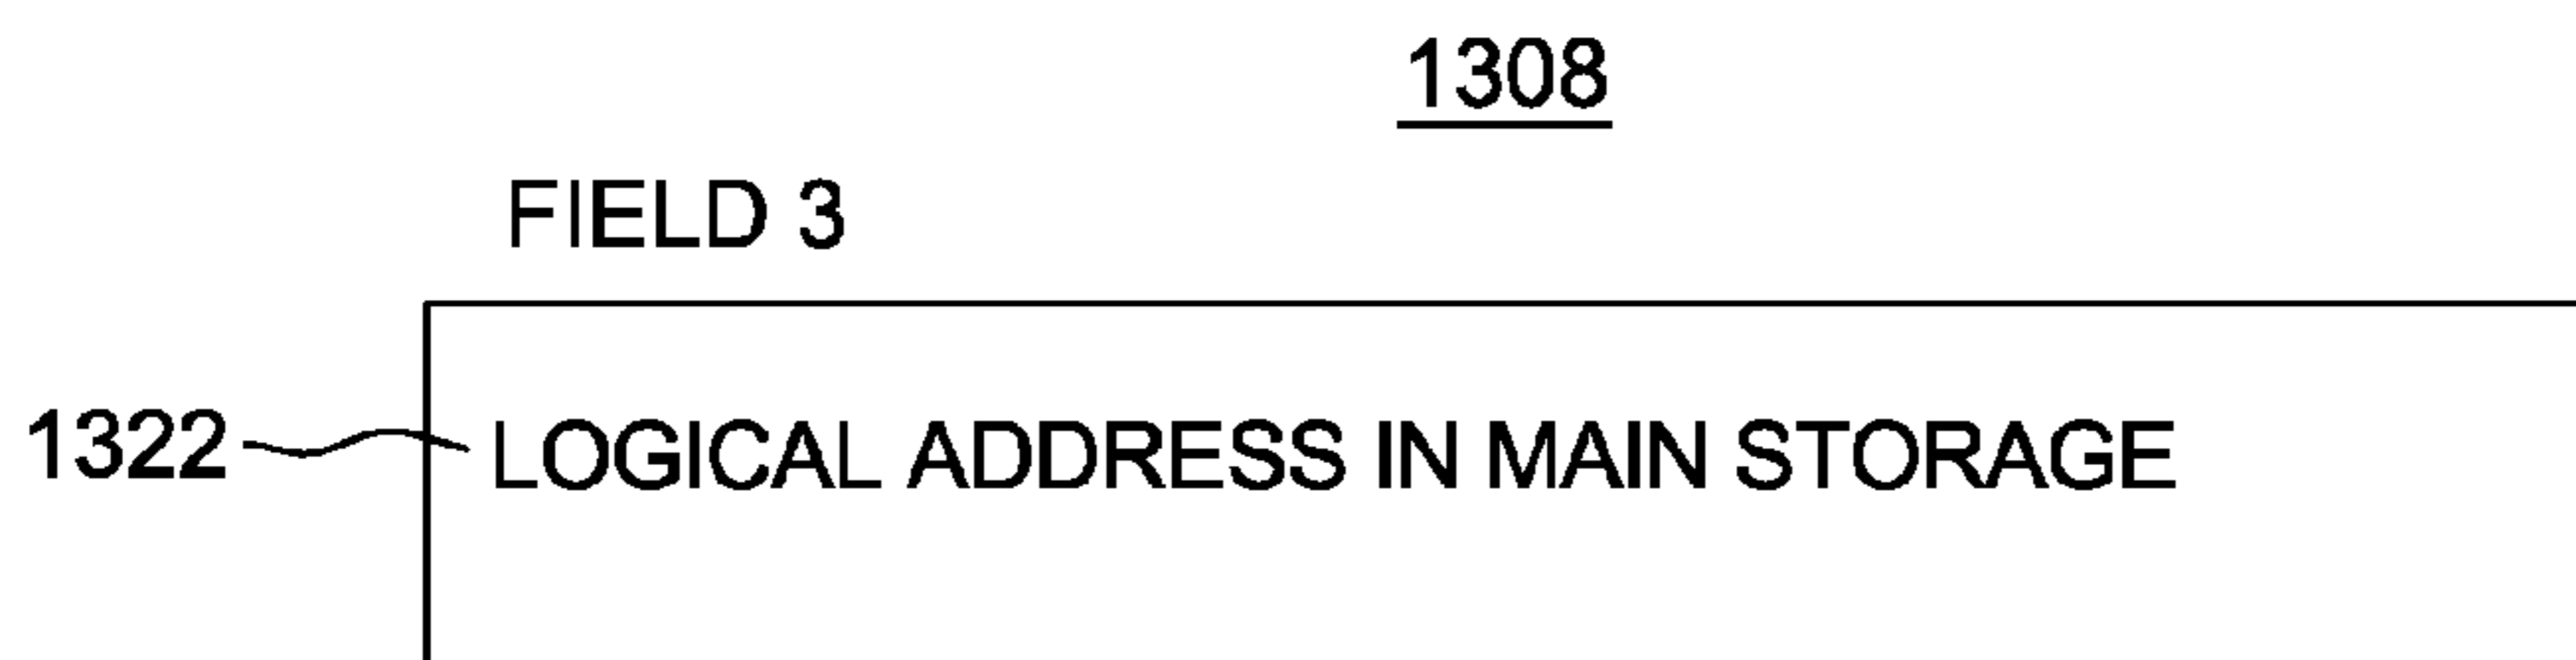 1308
FIELD 3
1322 LOGICAL ADDRESS IN MAIN STORAGE